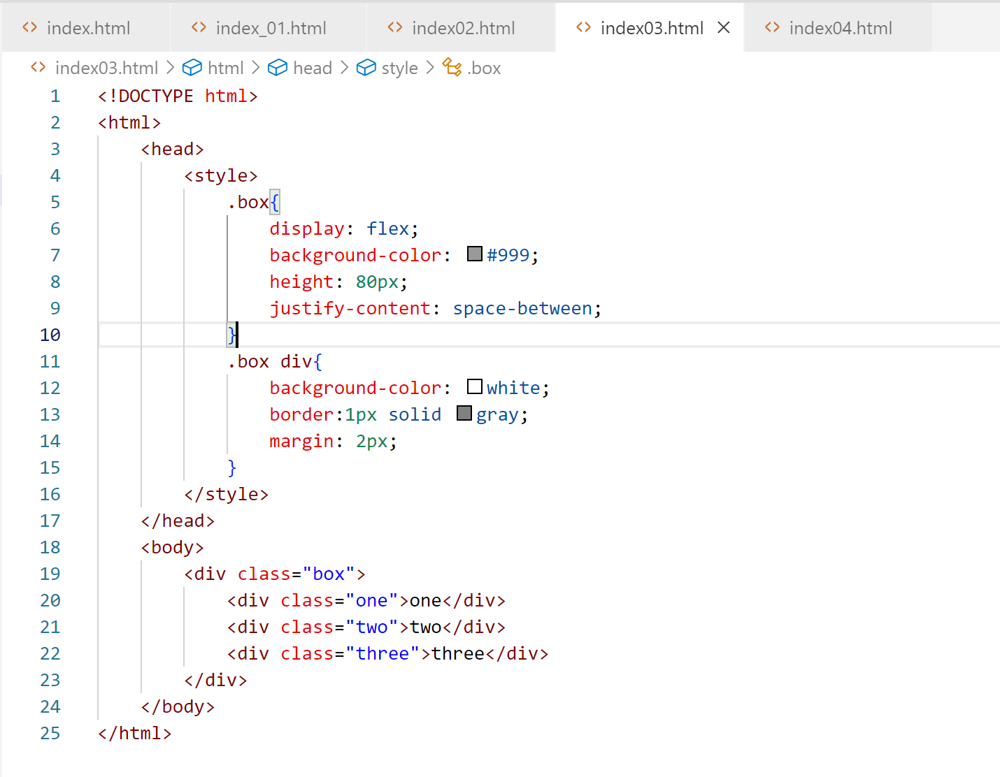 index.html index_01.html index02.html index03.html index04.html
index03.html > html > head > style > .box
1 <!DOCTYPE html>
2 <html>
3     <head>
4         <style>
5             .box{
6                 display: flex;
7                 background-color: #999;
8                 height: 80px;
9                 justify-content: space-between;
10             }
11             .box div{
12                 background-color: white;
13                 border:1px solid gray;
14                 margin: 2px;
15             }
16         </style>
17     </head>
18     <body>
19         <div class="box">
20             <div class="one">one</div>
21             <div class="two">two</div>
22             <div class="three">three</div>
23         </div>
24     </body>
25 </html>